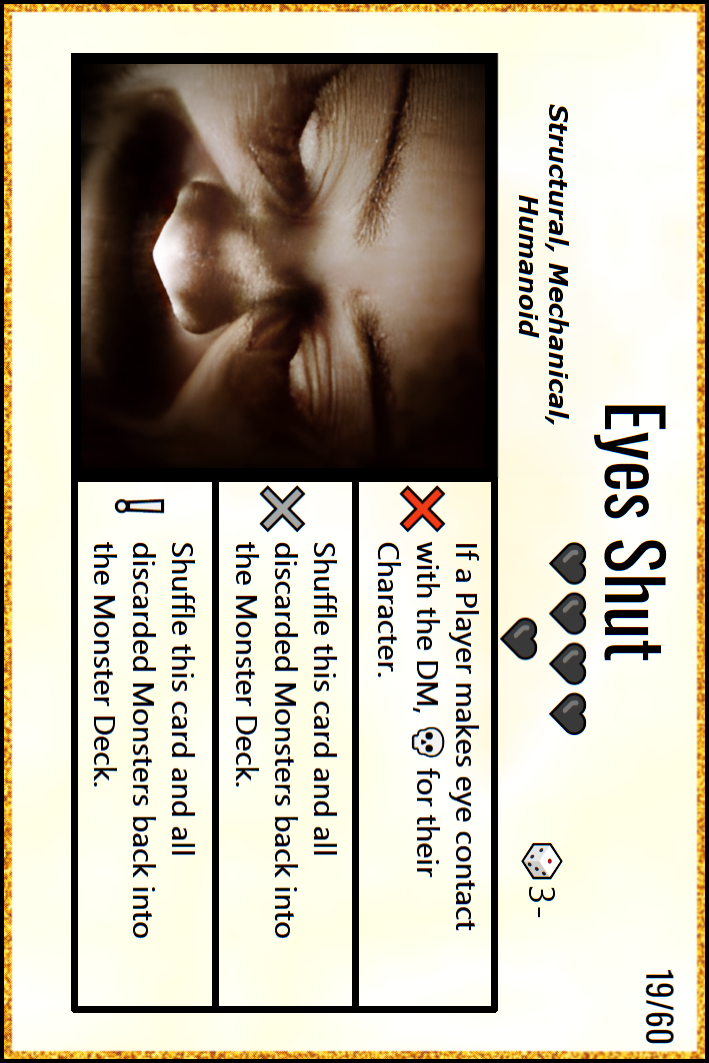 Eyes Shut
19/60
Structural, Mechanical,
Humanoid
3-
If a Player makes eye contact
with the DM, 💀 for their
Character.
Shuffle this card and all
discarded Monsters back into
the Monster Deck.
Shuffle this card and all
discarded Monsters back into
the Monster Deck.